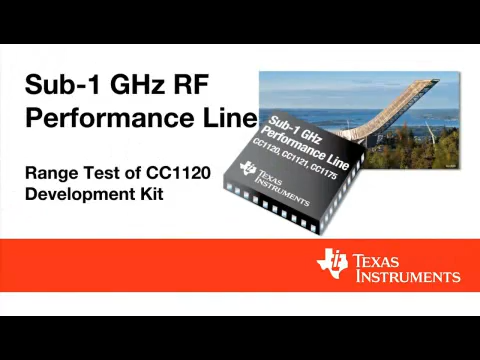 Sub-1 GHz RF
Performance Line
Range Test of CC1120
Development Kit
Sub-1 GHz
Performance Line
CC1120, CC1121, CC1175
TEXAS
INSTRUMENTS
TEXAS
INSTRUMENTS